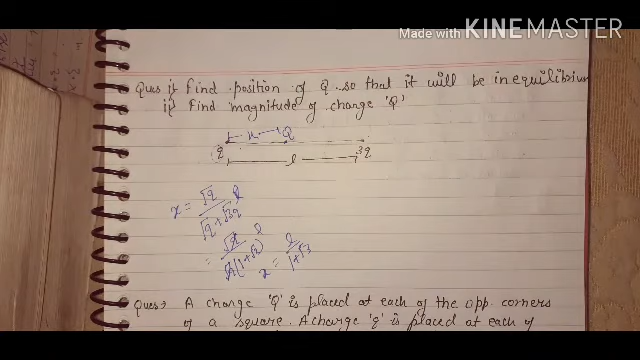 Made with KINEMASTER
Ques i) Find position of Q so that it will be in equilibrium
ii) Find magnitude of charge 'Q'
x Q
q 3q
l
x = √q l / √q + √3q
= √q l / √q (1+√3)
x = l / 1+√3
Ques: A charge 'Q' is placed at each of the opp. corners
of a square. A charge 'q' is placed at each of